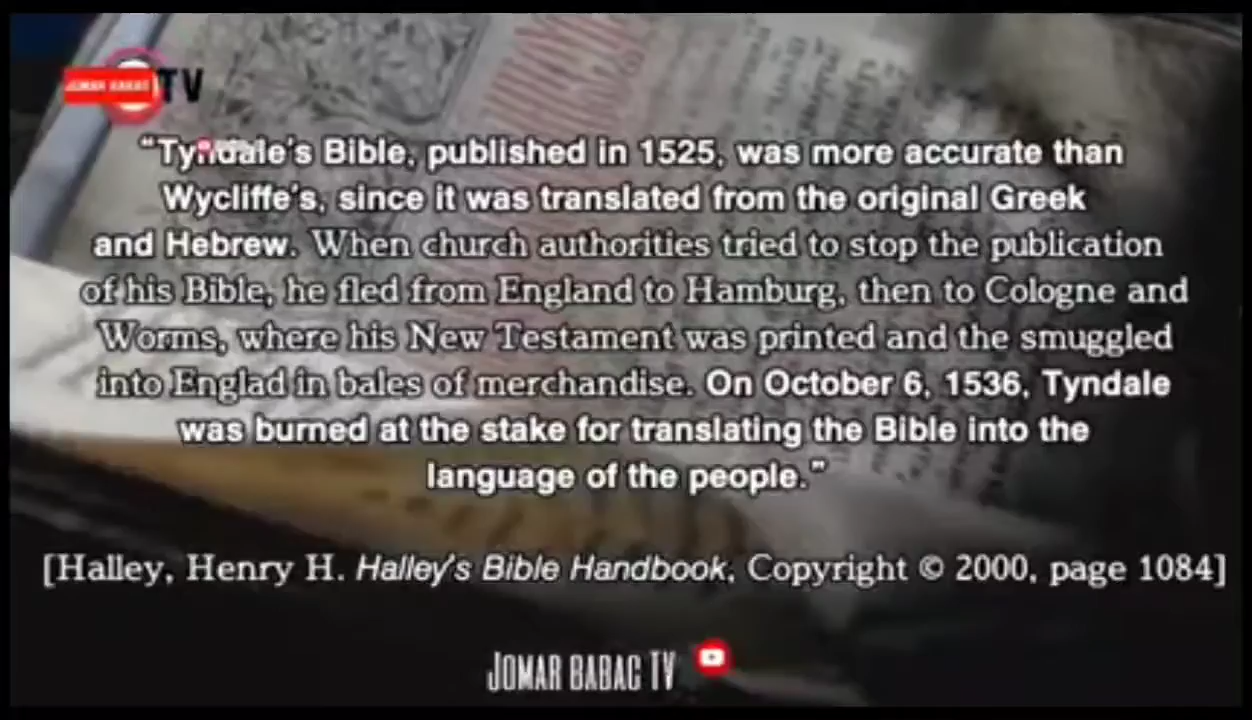 JOMAR BABAC TV
“Tyndale's Bible, published in 1525, was more accurate than
Wycliffe's, since it was translated from the original Greek
and Hebrew. When church authorities tried to stop the publication
of his Bible, he fled from England to Hamburg, then to Cologne and
Worms, where his New Testament was printed and the smuggled
into Englad in bales of merchandise. On October 6, 1536, Tyndale
was burned at the stake for translating the Bible into the
language of the people.”
[Halley, Henry H. Halley's Bible Handbook, Copyright © 2000, page 1084]
JOMAR BABAC TV